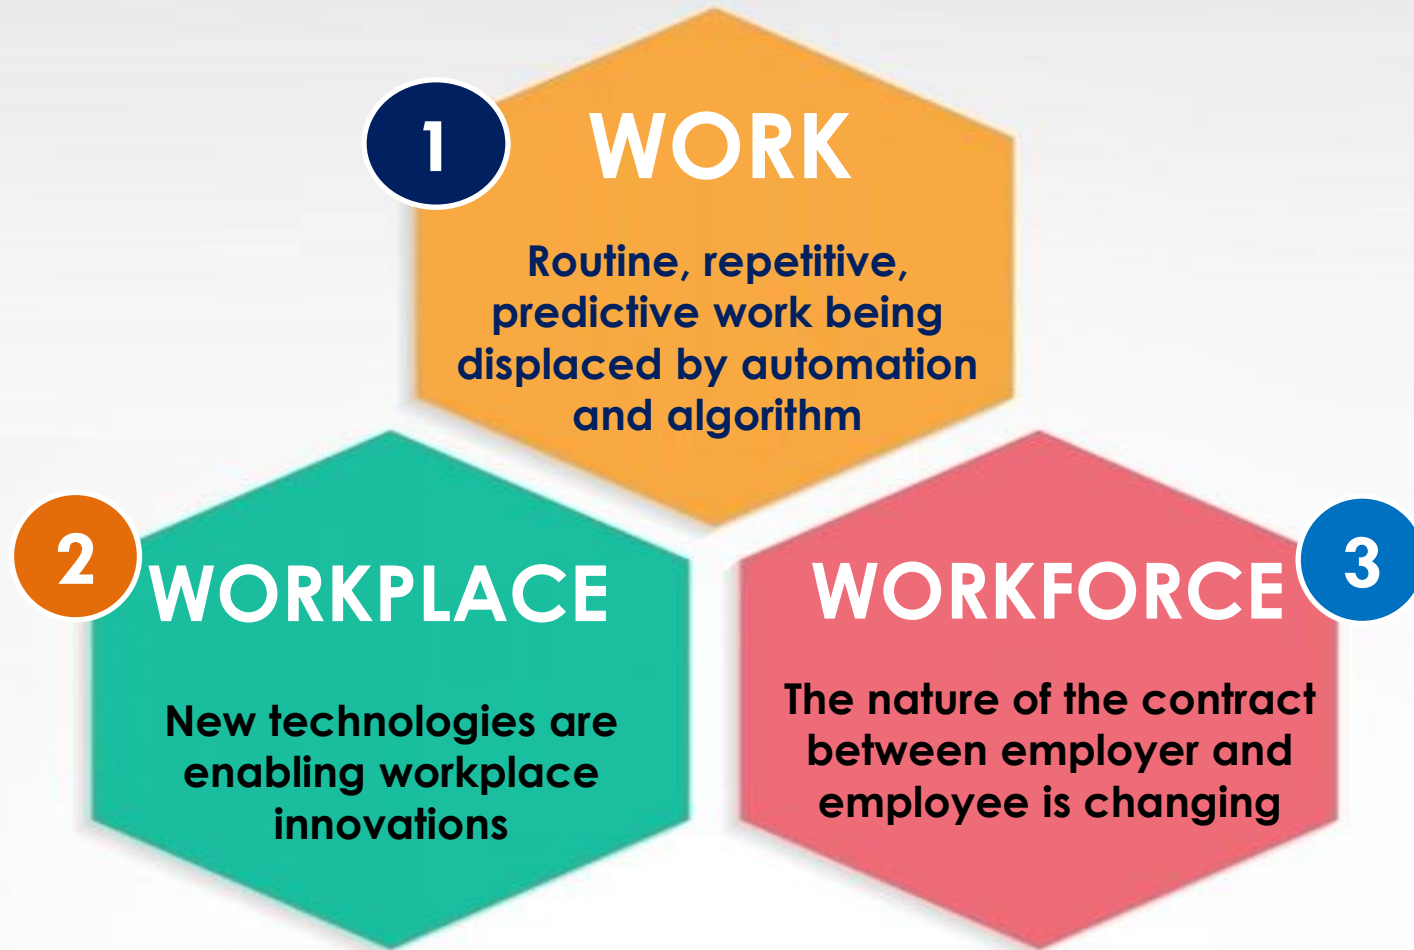 1
WORK
Routine, repetitive,
predictive work being
displaced by automation
and algorithm
2
WORKPLACE
New technologies are
enabling workplace
innovations
3
WORKFORCE
The nature of the contract
between employer and
employee is changing